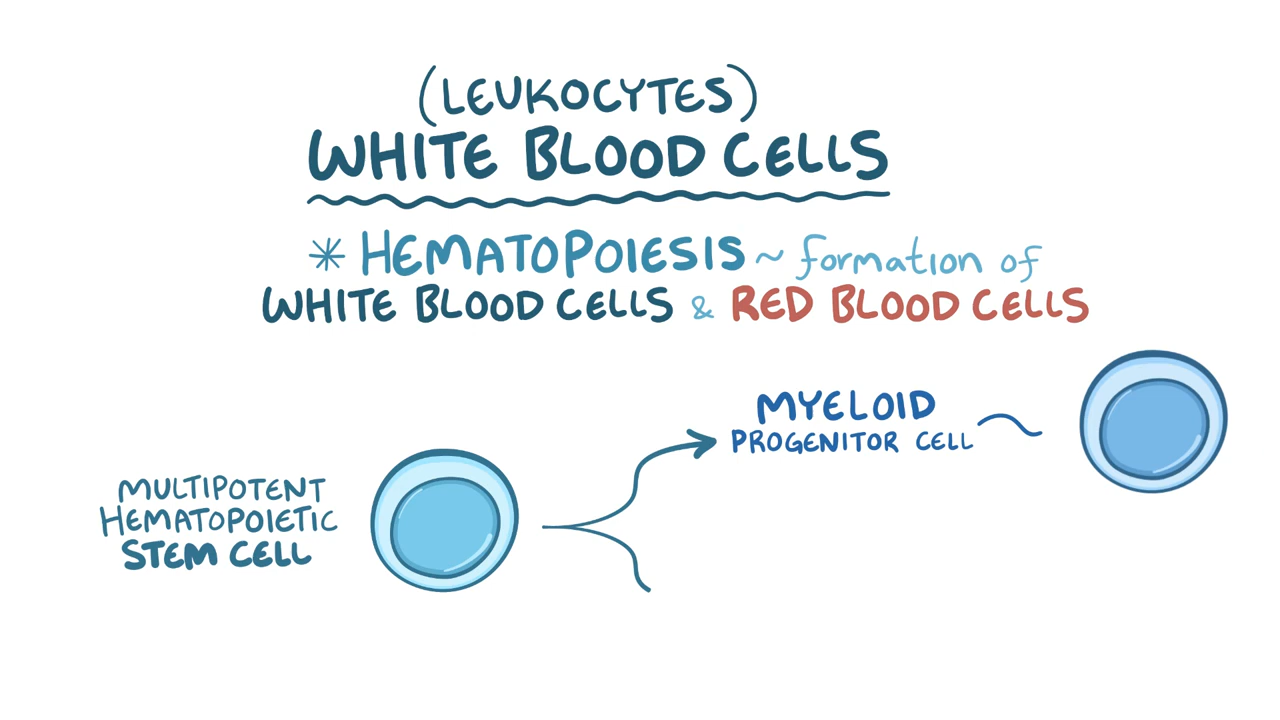 (LEUKOCYTES)
WHITE BLOOD CELLS
* HEMATOPOIESIS ~ formation of
WHITE BLOOD CELLS & RED BLOOD CELLS
MULTIPOTENT
HEMATOPOIETIC
STEM CELL
MYELOID
PROGENITOR CELL